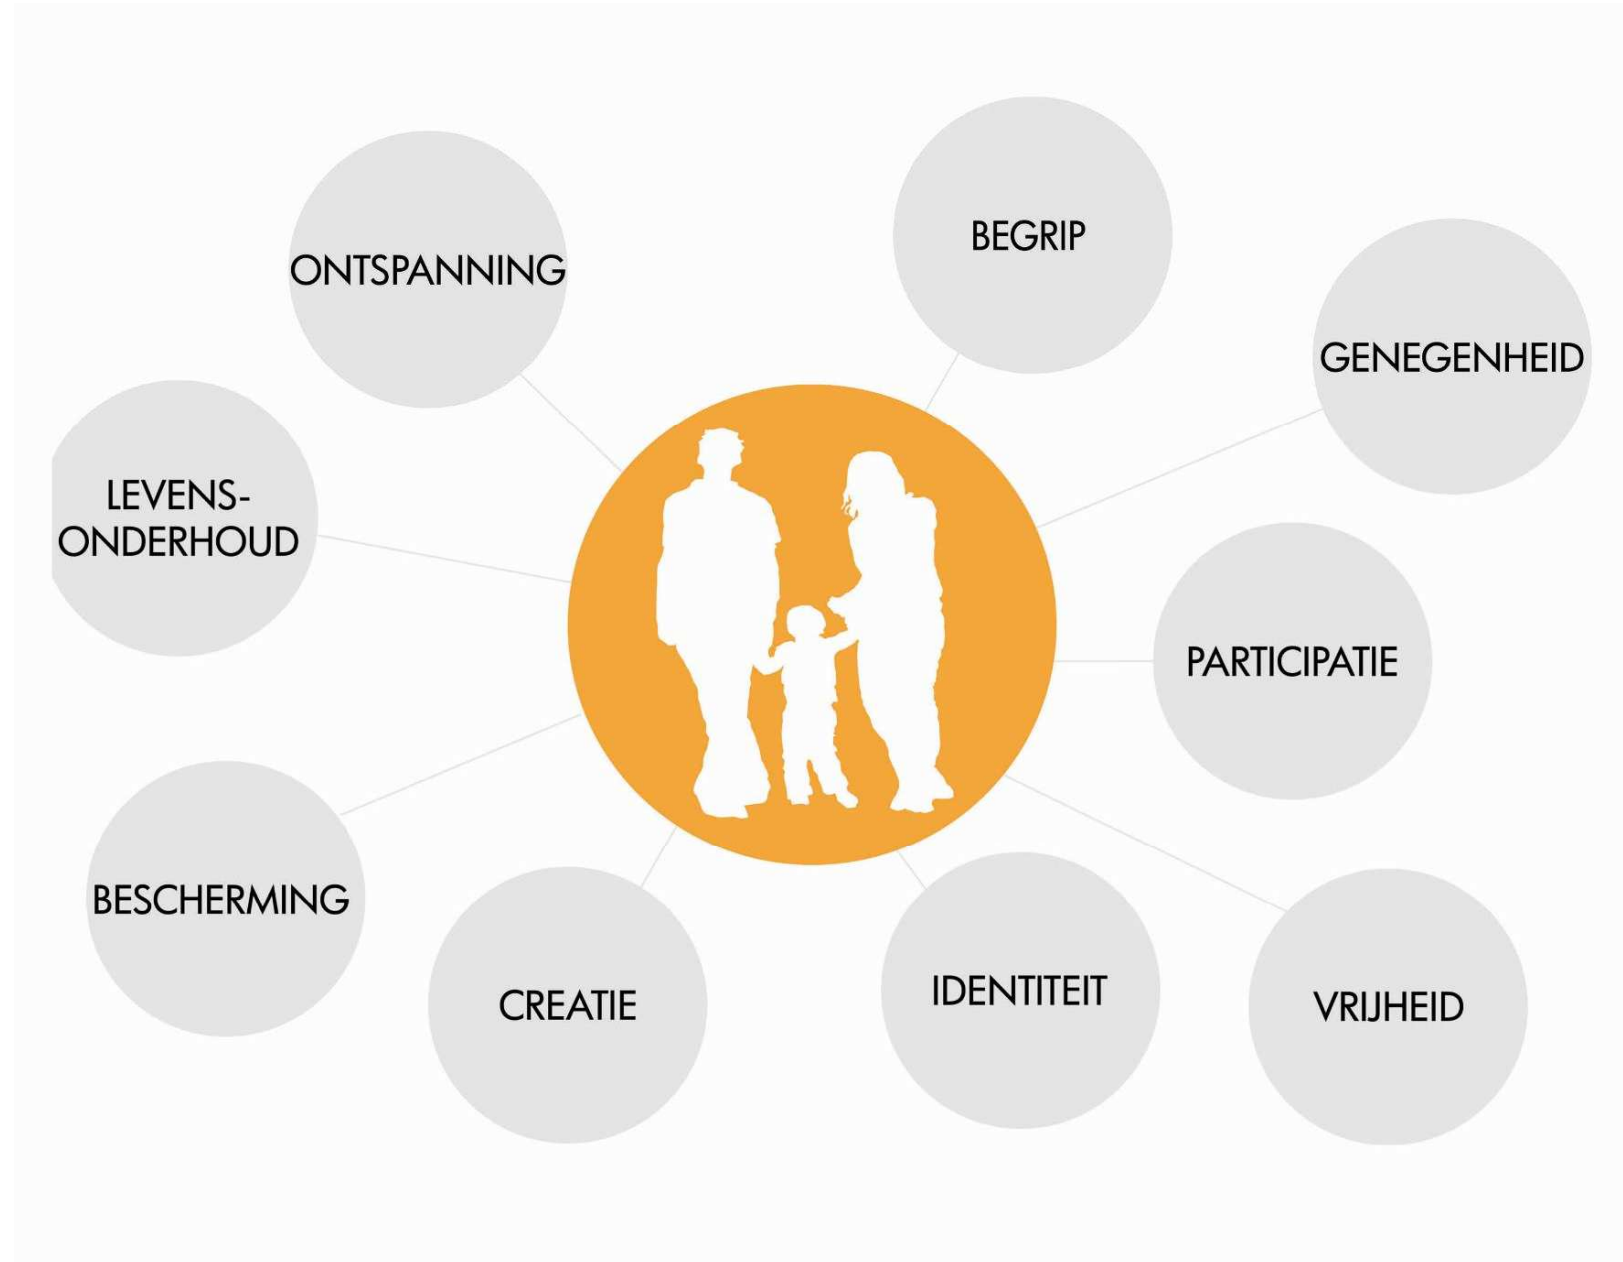 ONTSPANNING
BEGRIP
GENEGENHEID
LEVENS-
ONDERHOUD
PARTICIPATIE
BESCHERMING
CREATIE
IDENTITEIT
VRIJHEID